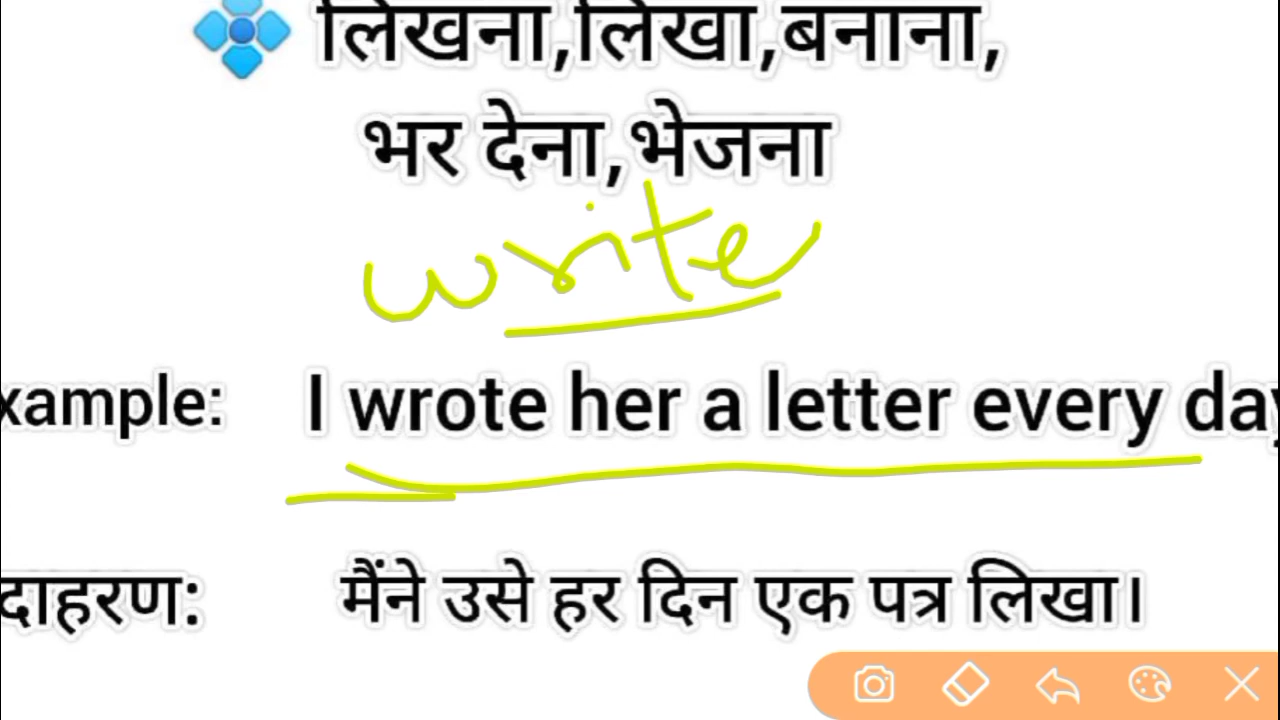 लिखना,लिखा,बनाना,
भर देना,भेजना
write
xample: I wrote her a letter every day
दाहरण: मैंने उसे हर दिन एक पत्र लिखा।